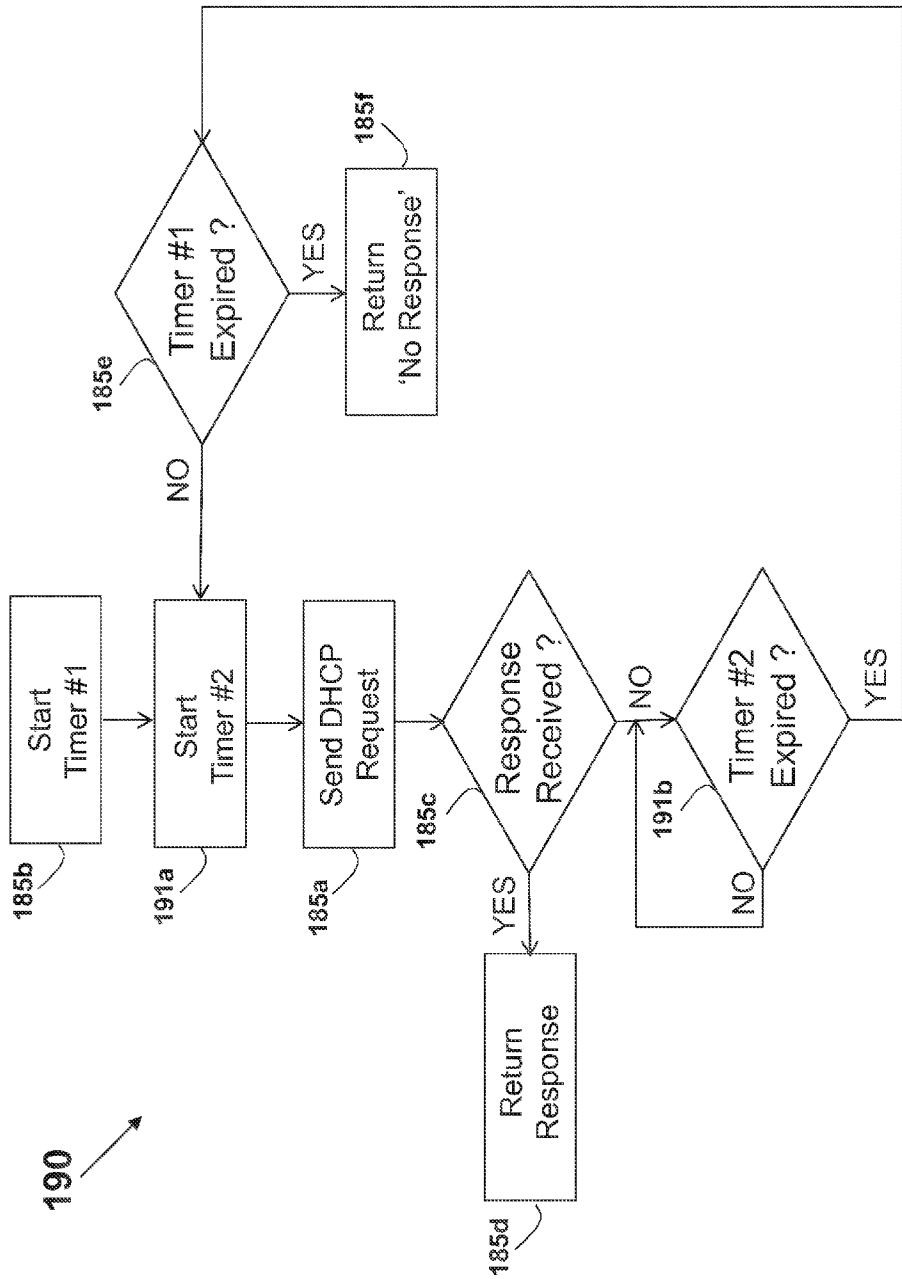 190
185b
Start
Timer #1
191a
Start
Timer #2
NO
185e
Timer #1
Expired ?
YES
185f
Return
'No Response'
185a
Send DHCP
Request
185c
Response
Received ?
YES
185d
Return
Response
NO
191b
Timer #2
Expired ?
NO
YES